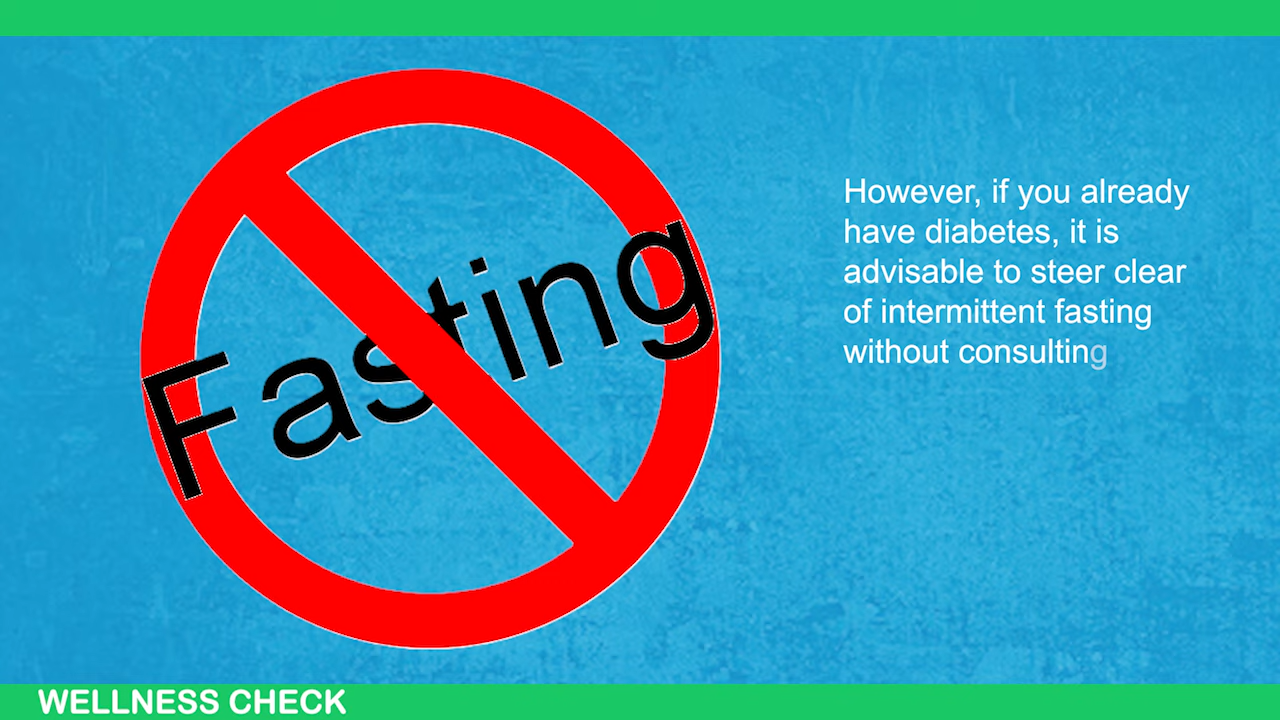 Fasting
However, if you already
have diabetes, it is
advisable to steer clear
of intermittent fasting
without consulting
WELLNESS CHECK